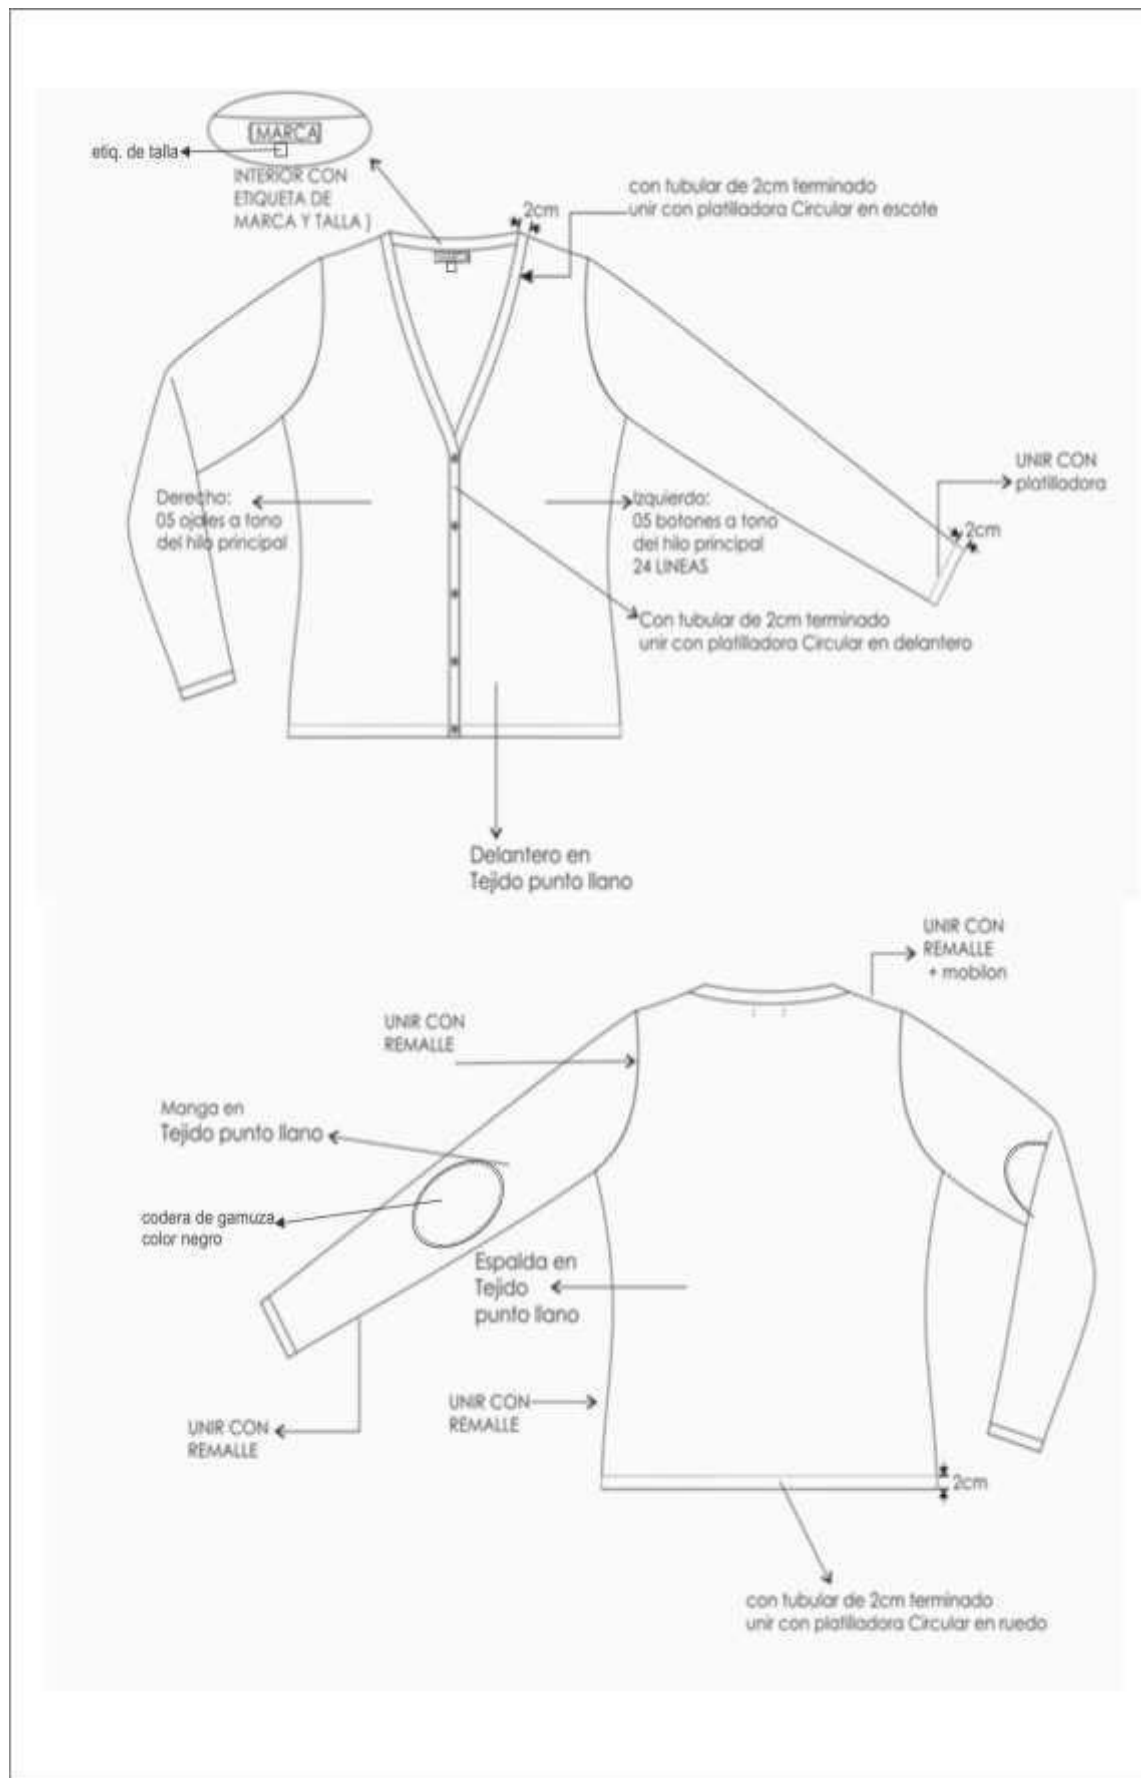 [MARCA]
etiq. de talla
INTERIOR CON
ETIQUETA DE
MARCA Y TALLA )
2cm
con tubular de 2cm terminado
unir con platilladora Circular en escote
UNIR CON
platilladora
2cm
Derecho:
05 ojales a tono
del hilo principal
Izquierdo:
05 botones a tono
del hilo principal
24 LINEAS
Con tubular de 2cm terminado
unir con platilladora Circular en delantero
Delantero en
Tejido punto llano
UNIR CON
REMALLE
+ mobilon
UNIR CON
REMALLE
Manga en
Tejido punto llano
codera de gamuza
color negro
Espalda en
Tejido
punto llano
UNIR CON
REMALLE
UNIR CON
REMALLE
2cm
con tubular de 2cm terminado
unir con platilladora Circular en ruedo